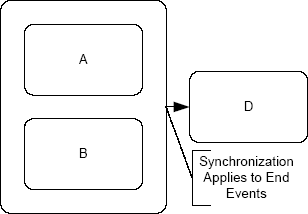 A
B
D
Synchronization
Applies to End
Events